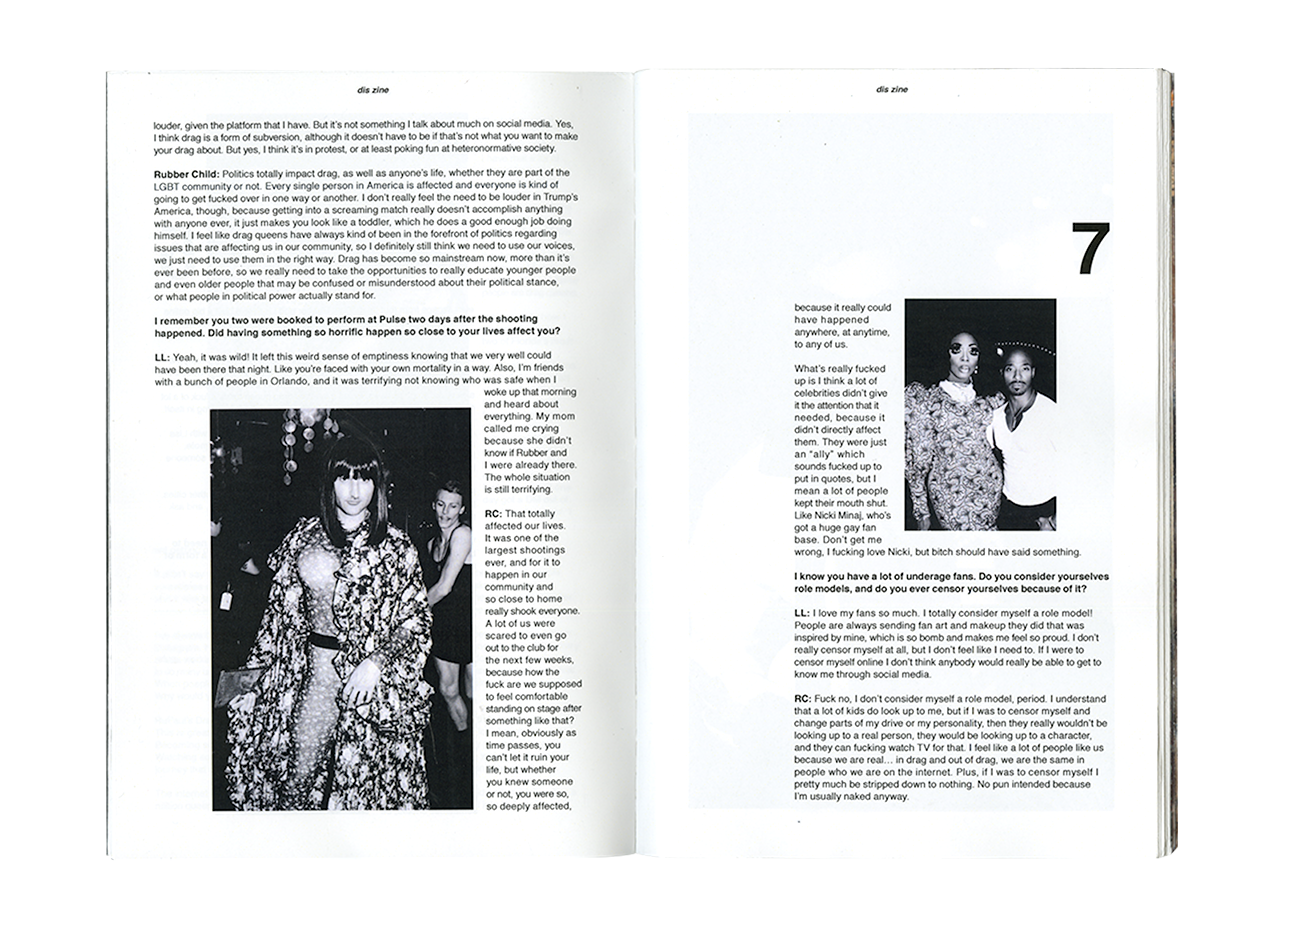 dis zine
louder, given the platform that I have. But it's not something I talk about much on social media. Yes,
I think drag is a form of subversion, although it doesn't have to be if that's not what you want to make
your drag about. But yes, I think it's in protest, or at least poking fun at heteronormative society.
Rubber Child: Politics totally impact drag, as well as anyone's life, whether they are part of the
LGBT community or not. Every single person in America is affected and everyone is kind of
going to get fucked over in one way or another. I don't really feel the need to be louder in Trump's
America, though, because getting into a screaming match really doesn't accomplish anything
with anyone ever, it just makes you look like a toddler, which he does a good enough job doing
himself. I feel like drag queens have always kind of been in the forefront of politics regarding
issues that are affecting us in our community, so I definitely still think we need to use our voices,
we just need to use them in the right way. Drag has become so mainstream now, more than it's
ever been before, so we really need to take the opportunities to really educate younger people
and even older people that may be confused or misunderstood about their political stance,
or what people in political power actually stand for.
I remember you two were booked to perform at Pulse two days after the shooting
happened. Did having something so horrific happen so close to your lives affect you?
LL: Yeah, it was wild! It left this weird sense of emptiness knowing that we very well could
have been there that night. Like you're faced with your own mortality in a way. Also, I'm friends
with a bunch of people in Orlando, and it was terrifying not knowing who was safe when I
woke up that morning
and heard about
everything. My mom
called me crying
because she didn't
know if Rubber and
I were already there.
The whole situation
is still terrifying.
RC: That totally
affected our lives.
It was one of the
largest shootings
ever, and for it to
happen in our
community and
so close to home
really shook everyone.
A lot of us were
scared to even go
out to the club for
the next few weeks,
because how the
fuck are we supposed
to feel comfortable
standing on stage after
something like that?
I mean, obviously as
time passes, you
can't let it ruin your
life, but whether
you knew someone
or not, you were so,
so deeply affected,
dis zine
7
because it really could
have happened
anywhere, at anytime,
to any of us.
What's really fucked
up is I think a lot of
celebrities didn't give
it the attention that it
needed, because it
didn't directly affect
them. They were just
an "ally" which
sounds fucked up to
put in quotes, but I
mean a lot of people
kept their mouth shut.
Like Nicki Minaj, who's
got a huge gay fan
base. Don't get me
wrong, I fucking love Nicki, but bitch should have said something.
I know you have a lot of underage fans. Do you consider yourselves
role models, and do you ever censor yourselves because of it?
LL: I love my fans so much. I totally consider myself a role model!
People are always sending fan art and makeup they did that was
inspired by mine, which is so bomb and makes me feel so proud. I don't
really censor myself at all, but I don't feel like I need to. If I were to
censor myself online I don't think anybody would really be able to get to
know me through social media.
RC: Fuck no, I don't consider myself a role model, period. I understand
that a lot of kids do look up to me, but if I was to censor myself and
change parts of my drive or my personality, then they really wouldn't be
looking up to a real person, they would be looking up to a character,
and they can fucking watch TV for that. I feel like a lot of people like us
because we are real... in drag and out of drag, we are the same in
people who we are on the internet. Plus, if I was to censor myself I
pretty much be stripped down to nothing. No pun intended because
I'm usually naked anyway.